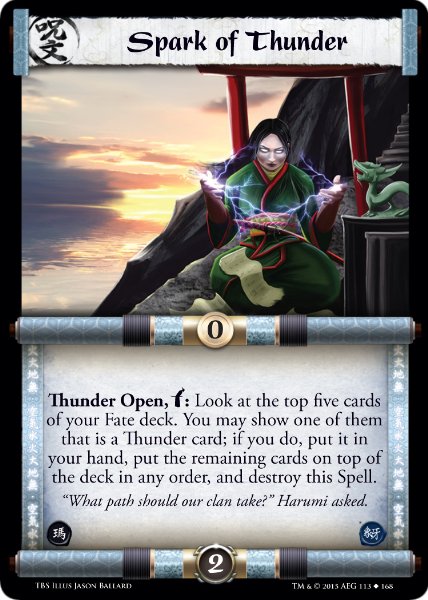 呪文
Spark of Thunder
0
Thunder Open, : Look at the top five cards
of your Fate deck. You may show one of them
that is a Thunder card; if you do, put it in
your hand, put the remaining cards on top of
the deck in any order, and destroy this Spell.
“What path should our clan take?” Harumi asked.
瑪
2
TBS ILLUS JASON BALLARD
TM & © 2015 AEG 113 ◆ 168